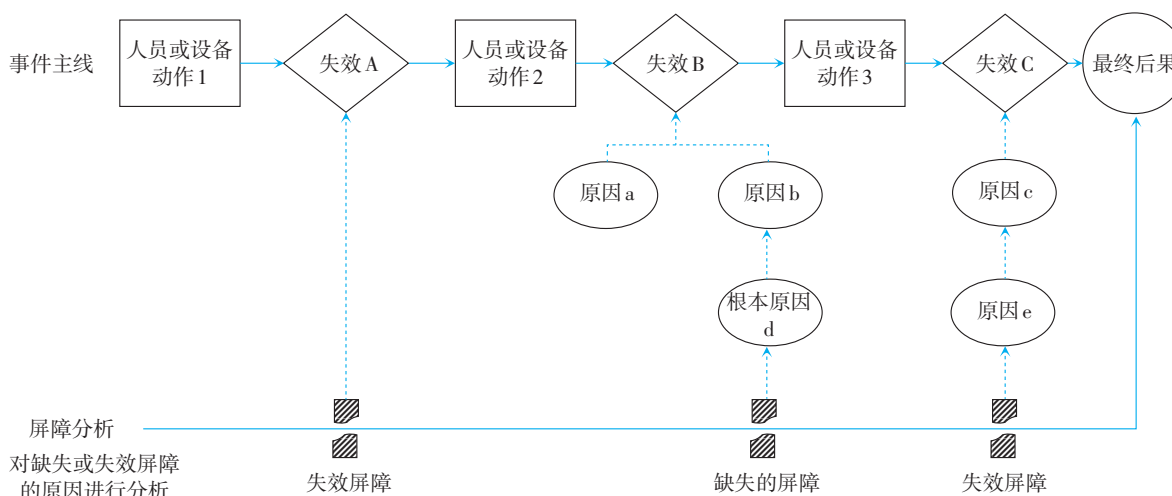 事件主线
人员或设备
动作1
失效A
人员或设备
动作2
失效B
人员或设备
动作3
失效C
最终后果
原因a
原因b
原因c
根本原因
d
原因e
屏障分析
对缺失或失效屏障
的原因进行分析
失效屏障
缺失的屏障
失效屏障